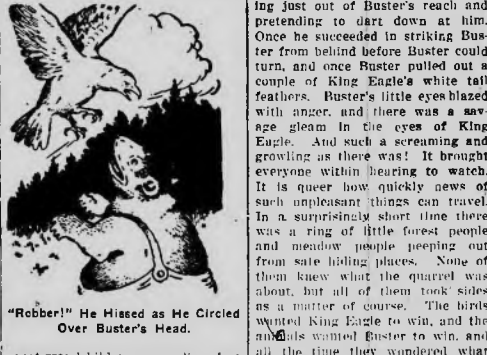 "Robber!" He Hissed as He Circled
Over Buster's Head.
ing just out of Buster's reach and
pretending to dart down at him.
Once he succeeded in striking Bus-
ter from behind before Buster could
turn, and once Buster pulled out a
couple of King Eagle's white tail
feathers. Buster's little eyes blazed
with anger, and there was a sav-
age gleam in the eyes of King
Eagle. And such a screaming and
growling as there was! It brought
everyone within hearing to watch.
It is queer how quickly news of
such unpleasant things can travel.
In a surprisingly short time there
was a ring of little forest people
and meadow people peeping out
from safe hiding places. None of
them knew what the quarrel was
about, but all of them took sides
as a matter of course. The birds
wanted King Eagle to win, and the
animals wanted Buster to win, and
all the time they wondered what